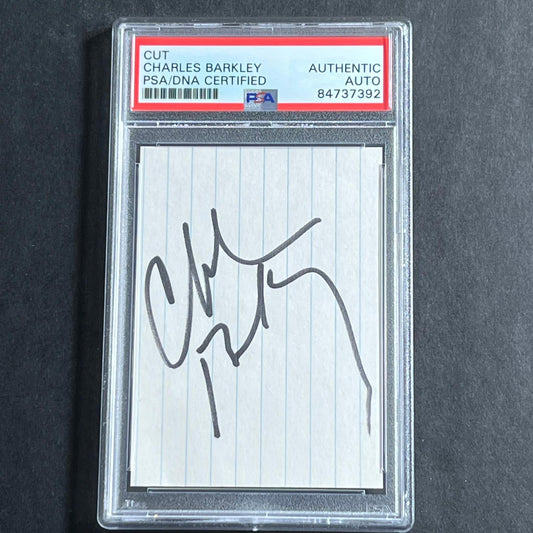 CUT
CHARLES BARKLEY
PSA/DNA CERTIFIED
AUTHENTIC
AUTO
84737392
PSA